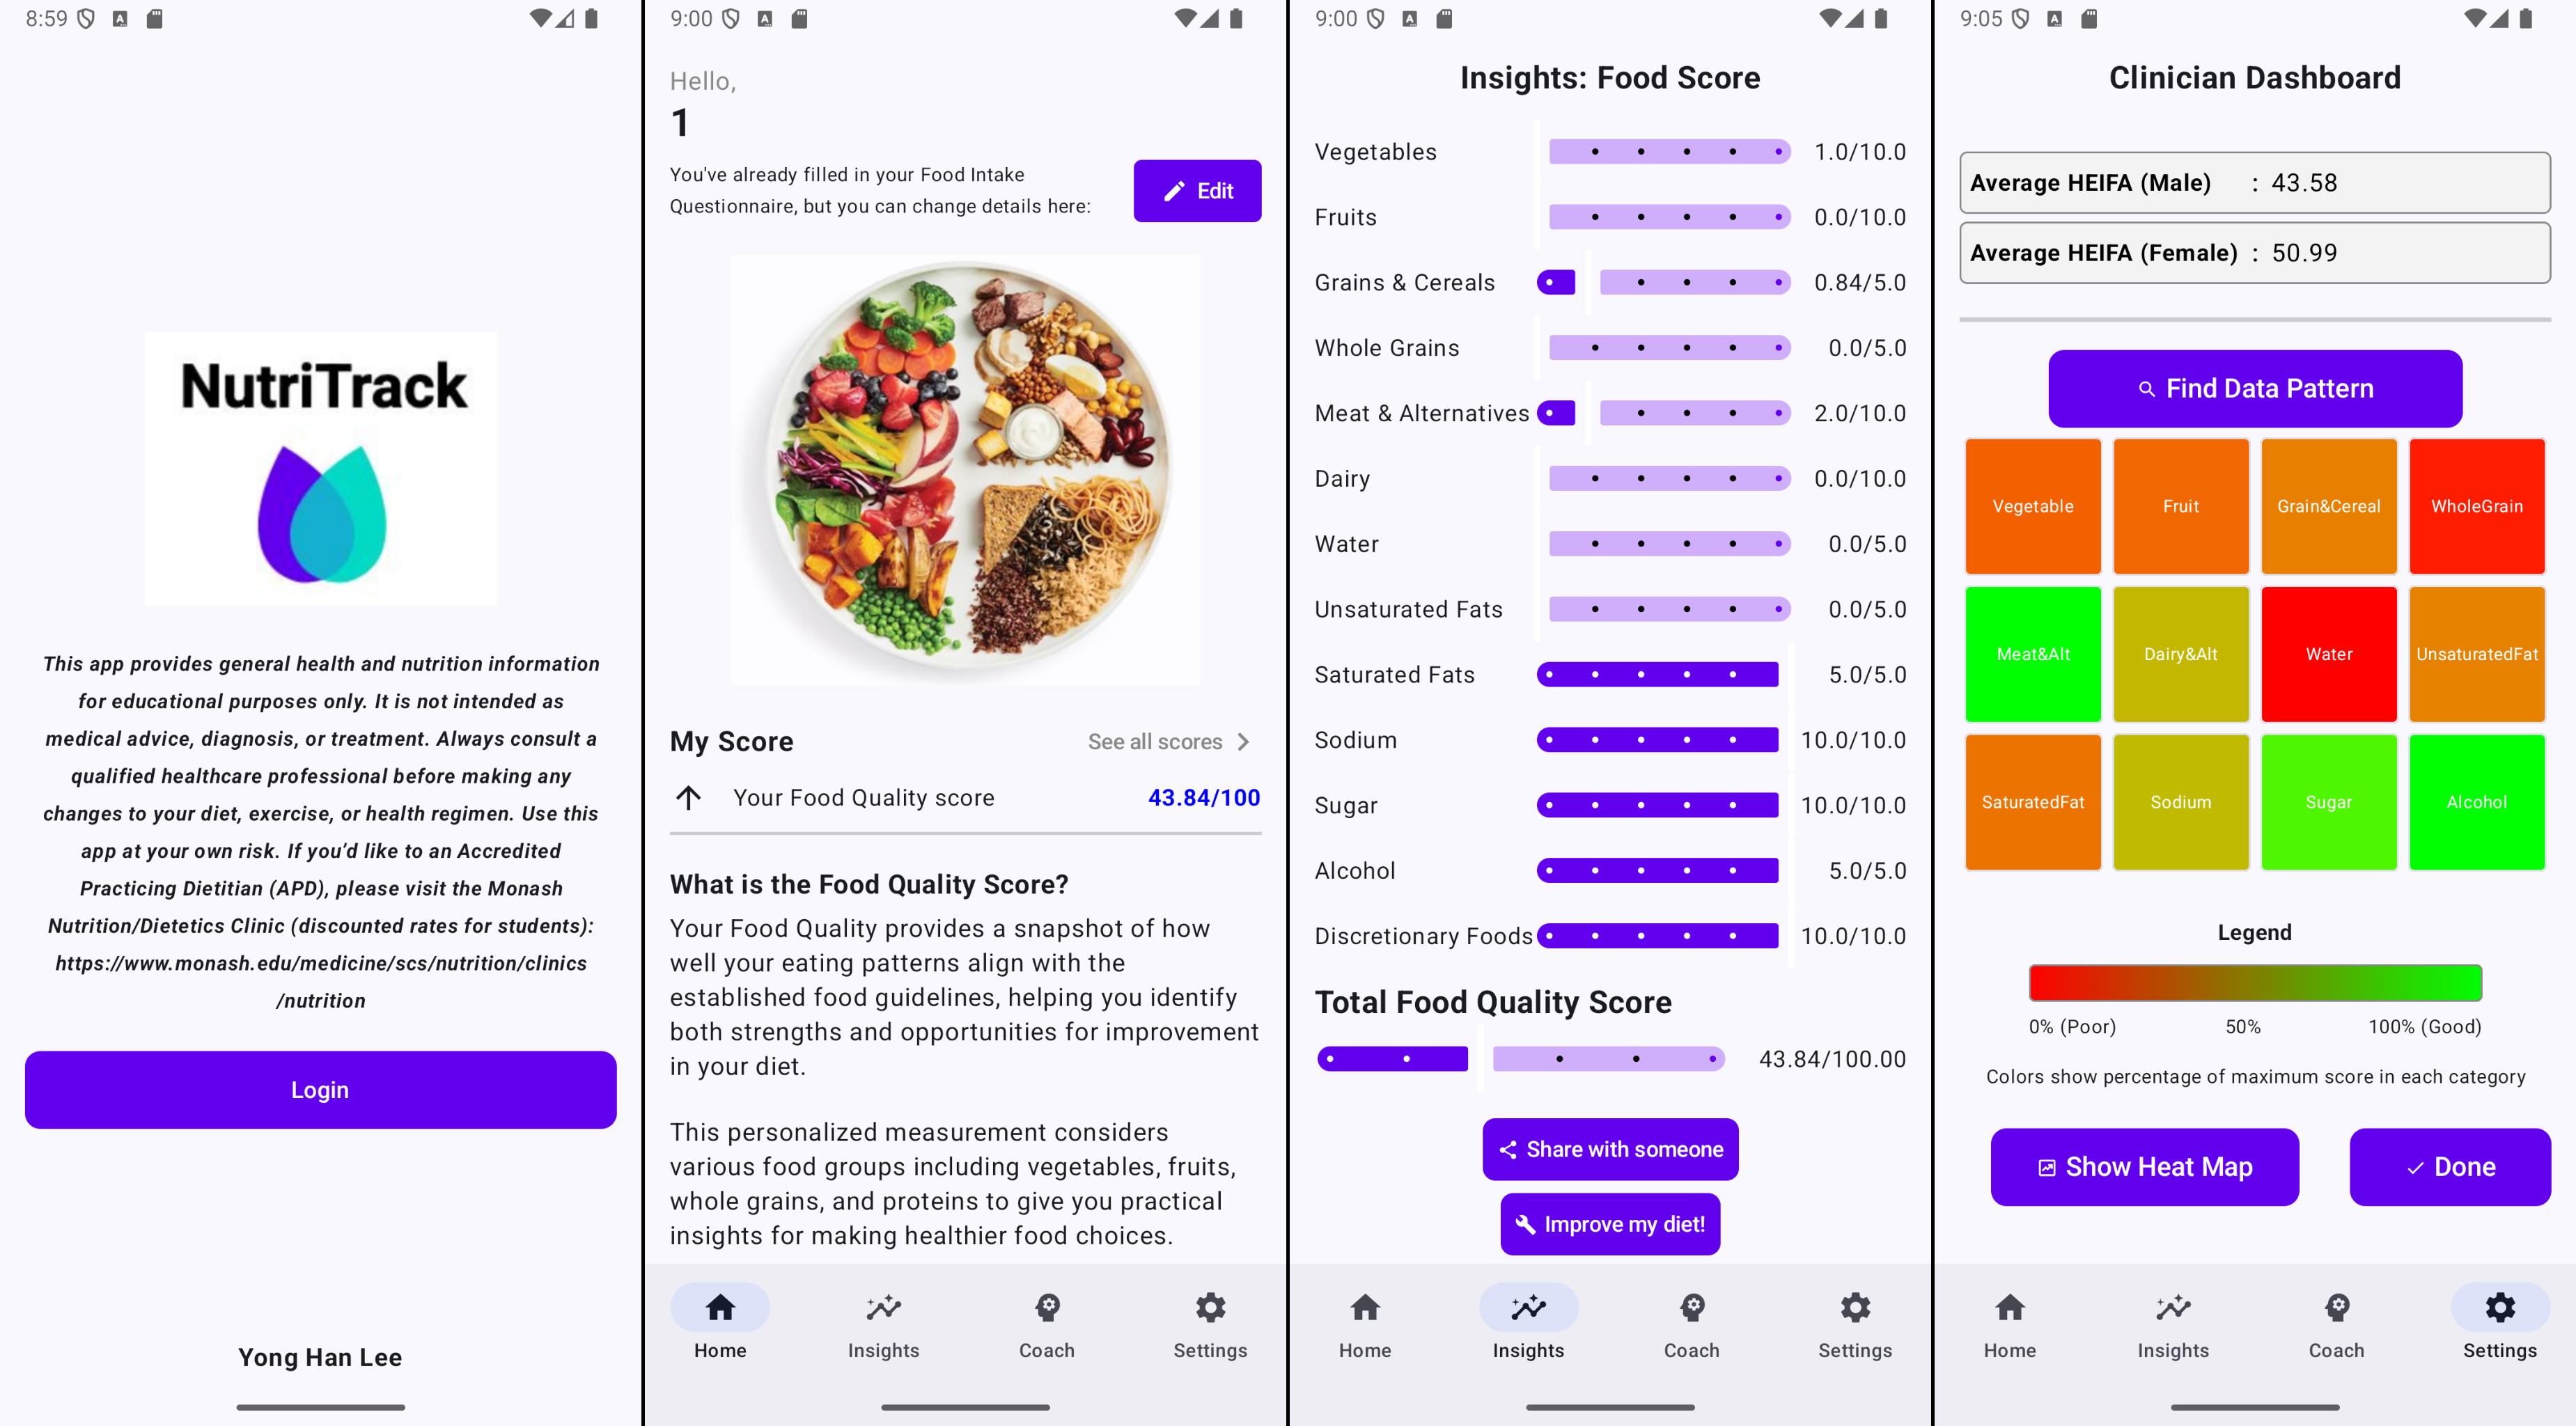 8:59
NutriTrack
This app provides general health and nutrition information
for educational purposes only. It is not intended as
medical advice, diagnosis, or treatment. Always consult a
qualified healthcare professional before making any
changes to your diet, exercise, or health regimen. Use this
app at your own risk. If you’d like to an Accredited
Practicing Dietitian (APD), please visit the Monash
Nutrition/Dietetics Clinic (discounted rates for students):
https://www.monash.edu/medicine/scs/nutrition/clinics
/nutrition
Login
Yong Han Lee
9:00
Hello,
1
You've already filled in your Food Intake
Questionnaire, but you can change details here:
Edit
My Score
See all scores
Your Food Quality score 43.84/100
What is the Food Quality Score?
Your Food Quality provides a snapshot of how
well your eating patterns align with the
established food guidelines, helping you identify
both strengths and opportunities for improvement
in your diet.
This personalized measurement considers
various food groups including vegetables, fruits,
whole grains, and proteins to give you practical
insights for making healthier food choices.
Home Insights Coach Settings
9:00
Insights: Food Score
Vegetables 1.0/10.0
Fruits 0.0/10.0
Grains & Cereals 0.84/5.0
Whole Grains 0.0/5.0
Meat & Alternatives 2.0/10.0
Dairy 0.0/10.0
Water 0.0/5.0
Unsaturated Fats 0.0/5.0
Saturated Fats 5.0/5.0
Sodium 10.0/10.0
Sugar 10.0/10.0
Alcohol 5.0/5.0
Discretionary Foods 10.0/10.0
Total Food Quality Score
43.84/100.00
Share with someone
Improve my diet!
Home Insights Coach Settings
9:05
Clinician Dashboard
Average HEIFA (Male) : 43.58
Average HEIFA (Female) : 50.99
Find Data Pattern
Vegetable Fruit Grain&Cereal WholeGrain
Meat&Alt Dairy&Alt Water UnsaturatedFat
SaturatedFat Sodium Sugar Alcohol
Legend
0% (Poor) 50% 100% (Good)
Colors show percentage of maximum score in each category
Show Heat Map Done
Home Insights Coach Settings